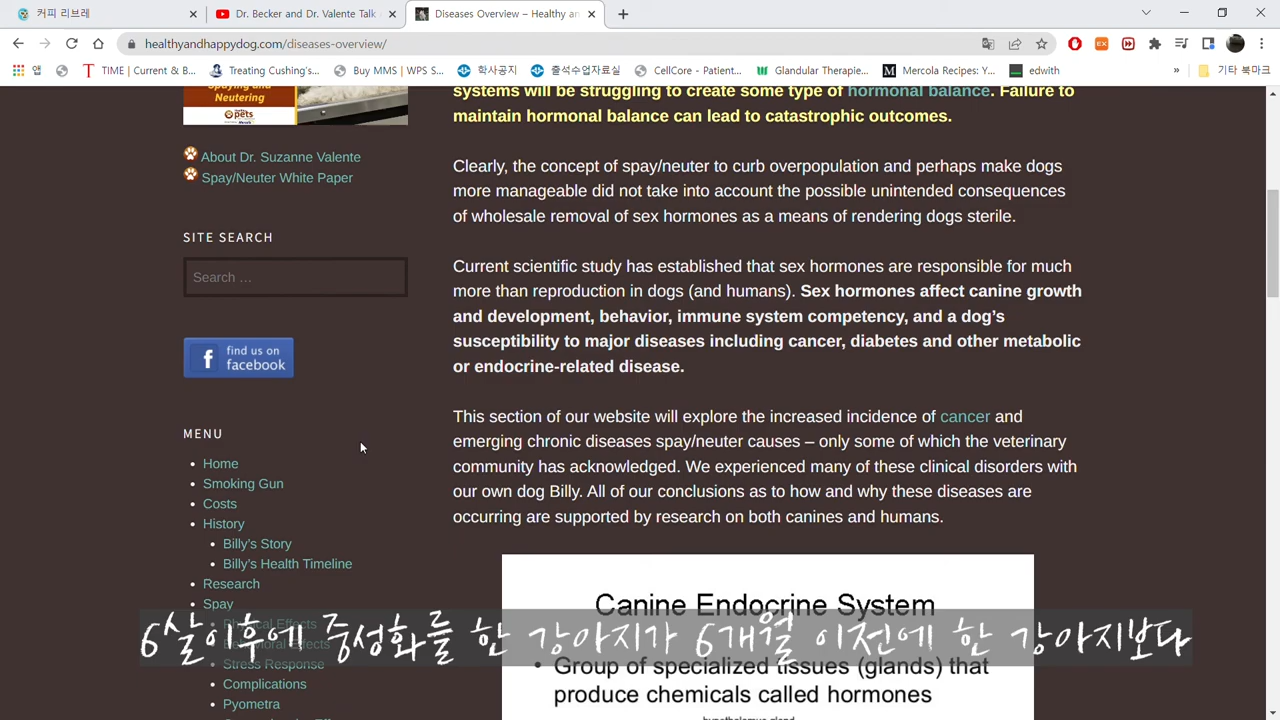 커피 리브레
Dr. Becker and Dr. Valente Talk A
Diseases Overview – Healthy an
healthyandhappydog.com/diseases-overview/
앱
TIME | Current & B...
Treating Cushing's...
Buy MMS | WPS S...
학사공지
출석수업자료실
CellCore - Patient...
Glandular Therapie...
Mercola Recipes: Y...
edwith
»
기타 북마크
Spaying and
Neutering
pets
About Dr. Suzanne Valente
Spay/Neuter White Paper
SITE SEARCH
Search …
find us on
facebook
MENU
Home
Smoking Gun
Costs
History
Billy's Story
Billy's Health Timeline
Research
Spay
Physical Effects
Behavioral Effects
Stress Response
Complications
Pyometra
systems will be struggling to create some type of hormonal balance. Failure to
maintain hormonal balance can lead to catastrophic outcomes.
Clearly, the concept of spay/neuter to curb overpopulation and perhaps make dogs
more manageable did not take into account the possible unintended consequences
of wholesale removal of sex hormones as a means of rendering dogs sterile.
Current scientific study has established that sex hormones are responsible for much
more than reproduction in dogs (and humans). Sex hormones affect canine growth
and development, behavior, immune system competency, and a dog's
susceptibility to major diseases including cancer, diabetes and other metabolic
or endocrine-related disease.
This section of our website will explore the increased incidence of cancer and
emerging chronic diseases spay/neuter causes – only some of which the veterinary
community has acknowledged. We experienced many of these clinical disorders with
our own dog Billy. All of our conclusions as to how and why these diseases are
occurring are supported by research on both canines and humans.
Canine Endocrine System
• Group of specialized tissues (glands) that
produce chemicals called hormones
6살이후에 중성화를 한 강아지가 6개월 이전에 한 강아지보다